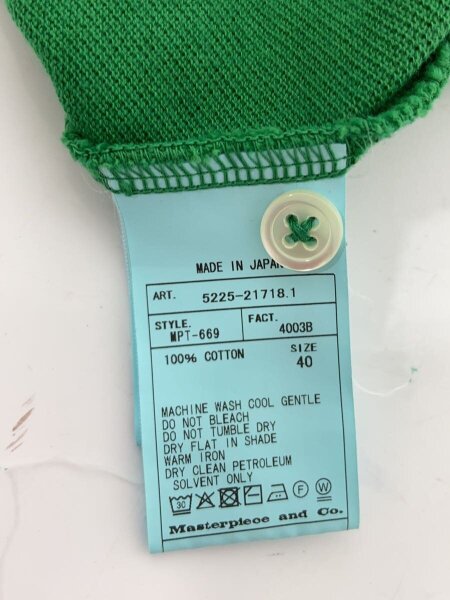 MADE IN JAPAN
ART. 5225-21718.1
STYLE. FACT.
MPT-669 4003B
100% COTTON SIZE
40
MACHINE WASH COOL GENTLE
DO NOT BLEACH
DO NOT TUMBLE DRY
DRY FLAT IN SHADE
WARM IRON
DRY CLEAN PETROLEUM
SOLVENT ONLY
30 F W
Masterpiece and Co.